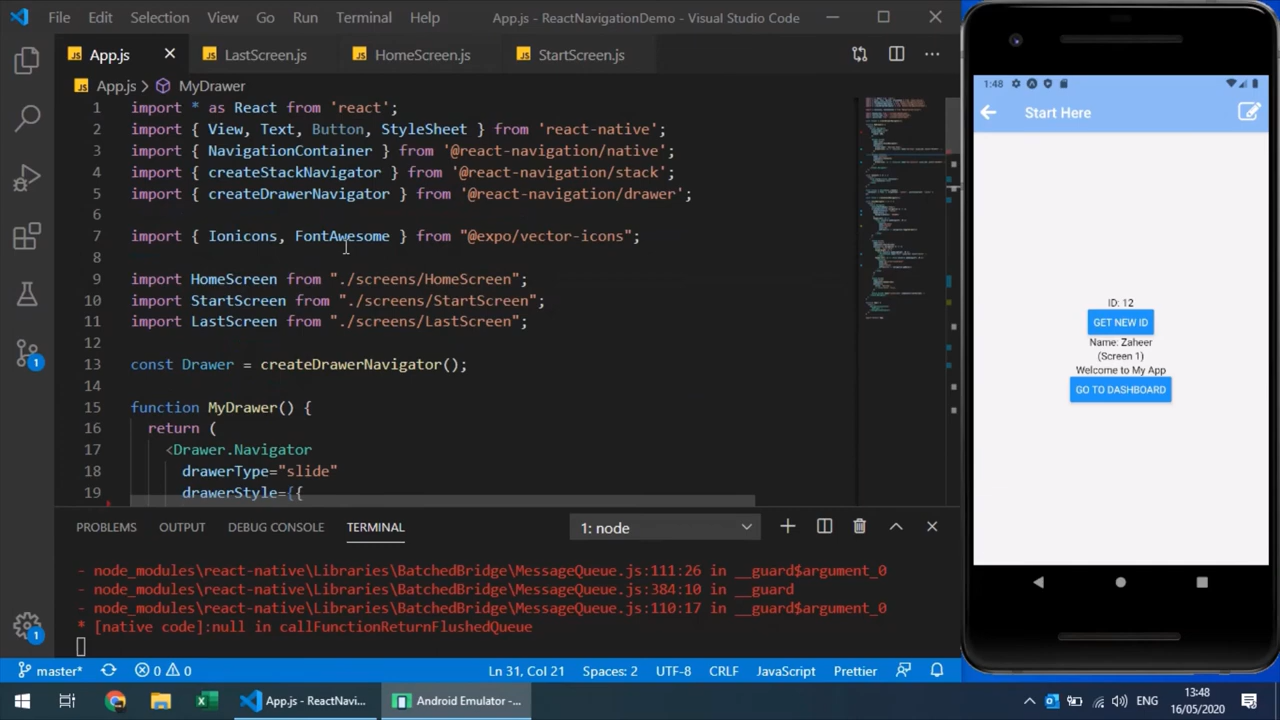 File Edit Selection View Go Run Terminal Help App.js - ReactNavigationDemo - Visual Studio Code
JS App.js JS LastScreen.js JS HomeScreen.js JS StartScreen.js
JS App.js > MyDrawer
1 import * as React from 'react';
2 import { View, Text, Button, StyleSheet } from 'react-native';
3 import { NavigationContainer } from '@react-navigation/native';
4 import { createStackNavigator } from '@react-navigation/stack';
5 import { createDrawerNavigator } from '@react-navigation/drawer';
6
7 import { Ionicons, FontAwesome } from "@expo/vector-icons";
8
9 import HomeScreen from "./screens/HomeScreen";
10 import StartScreen from "./screens/StartScreen";
11 import LastScreen from "./screens/LastScreen";
12
13 const Drawer = createDrawerNavigator();
14
15 function MyDrawer() {
16 return (
17 <Drawer.Navigator
18 drawerType="slide"
19 drawerStyle={{
PROBLEMS OUTPUT DEBUG CONSOLE TERMINAL 1: node
- node_modules\react-native\Libraries\BatchedBridge\MessageQueue.js:111:26 in __guard$argument_0
- node_modules\react-native\Libraries\BatchedBridge\MessageQueue.js:384:10 in __guard
- node_modules\react-native\Libraries\BatchedBridge\MessageQueue.js:110:17 in __guard$argument_0
* [native code]:null in callFunctionReturnFlushedQueue
1
1
master* 0 0 Ln 31, Col 21 Spaces: 2 UTF-8 CRLF JavaScript Prettier
App.js - ReactNavi... Android Emulator -... ENG 13:48
16/05/2020
1:48
Start Here
ID: 12
GET NEW ID
Name: Zaheer
(Screen 1)
Welcome to My App
GO TO DASHBOARD